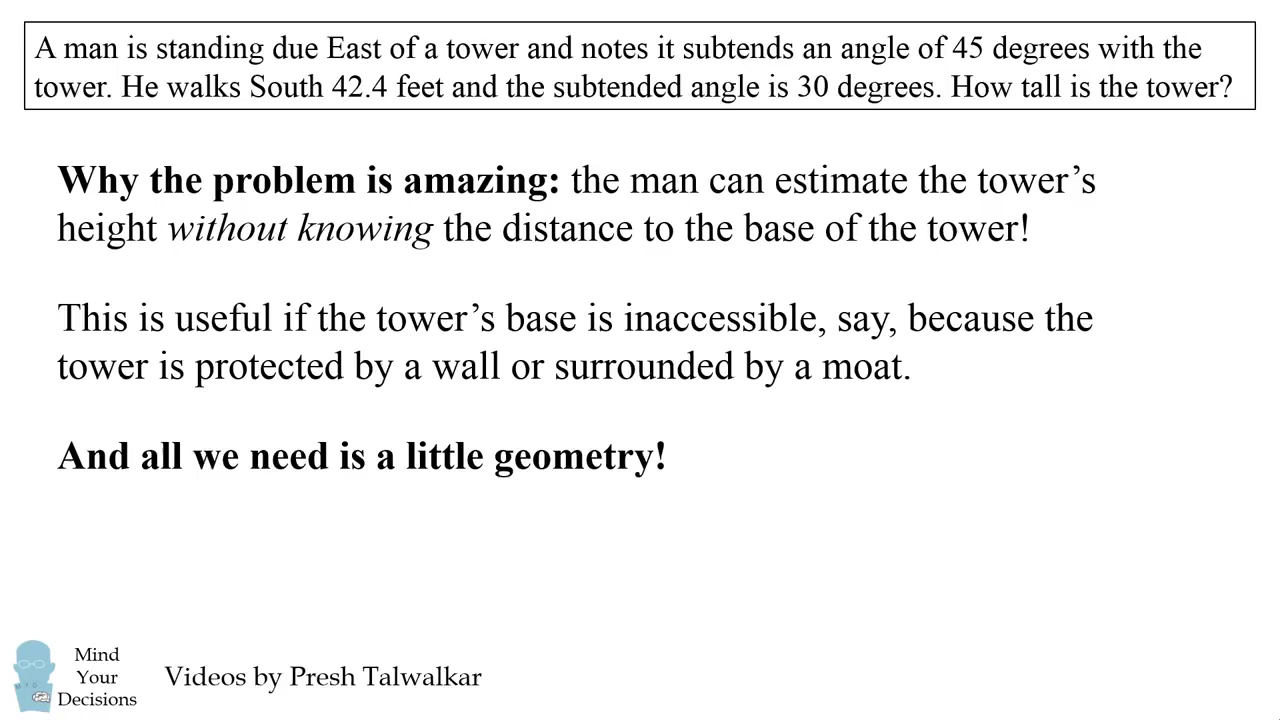 A man is standing due East of a tower and notes it subtends an angle of 45 degrees with the
tower. He walks South 42.4 feet and the subtended angle is 30 degrees. How tall is the tower?
Why the problem is amazing: the man can estimate the tower’s
height without knowing the distance to the base of the tower!
This is useful if the tower’s base is inaccessible, say, because the
tower is protected by a wall or surrounded by a moat.
And all we need is a little geometry!
Mind
Your
Decisions
Videos by Presh Talwalkar